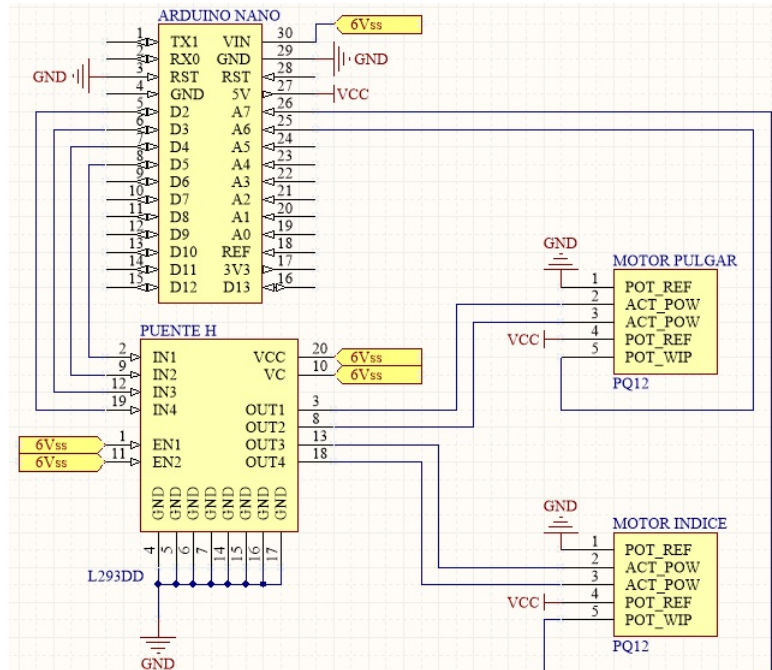 ARDUINO NANO
1 TX1 VIN 30 6Vss
2 RX0 GND 29 GND
GND 3 RST RST 28
4 GND 5V 27 VCC
5 D2 A7 26
6 D3 A6 25
7 D4 A5 24
8 D5 A4 23
9 D6 A3 22
10 D7 A2 21
11 D8 A1 20
12 D9 A0 19
13 D10 REF 18
14 D11 3V3 17
15 D12 D13 16
PUENTE H
2 IN1 VCC 20 6Vss
9 IN2 VC 10 6Vss
12 IN3
19 IN4 OUT1 3
OUT2 8
6Vss 1 EN1 OUT3 13
6Vss 11 EN2 OUT4 18
GND GND GND GND GND GND GND GND
4 5 6 7 14 15 16 17
L293DD
GND
GND
MOTOR PULGAR
1 POT_REF
2 ACT_POW
3 ACT_POW
VCC 4 POT_REF
5 POT_WIP
PQ12
GND
MOTOR INDICE
1 POT_REF
2 ACT_POW
3 ACT_POW
VCC 4 POT_REF
5 POT_WIP
PQ12